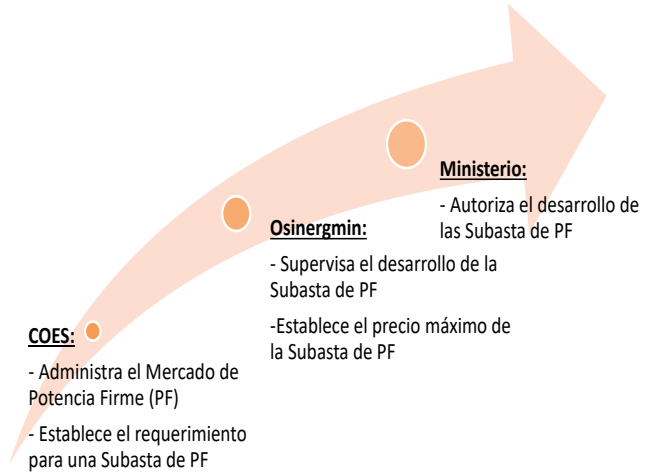 COES:
- Administra el Mercado de
Potencia Firme (PF)
- Establece el requerimiento
para una Subasta de PF
Osinergmin:
- Supervisa el desarrollo de la
Subasta de PF
-Establece el precio máximo de
la Subasta de PF
Ministerio:
- Autoriza el desarrollo de
las Subasta de PF